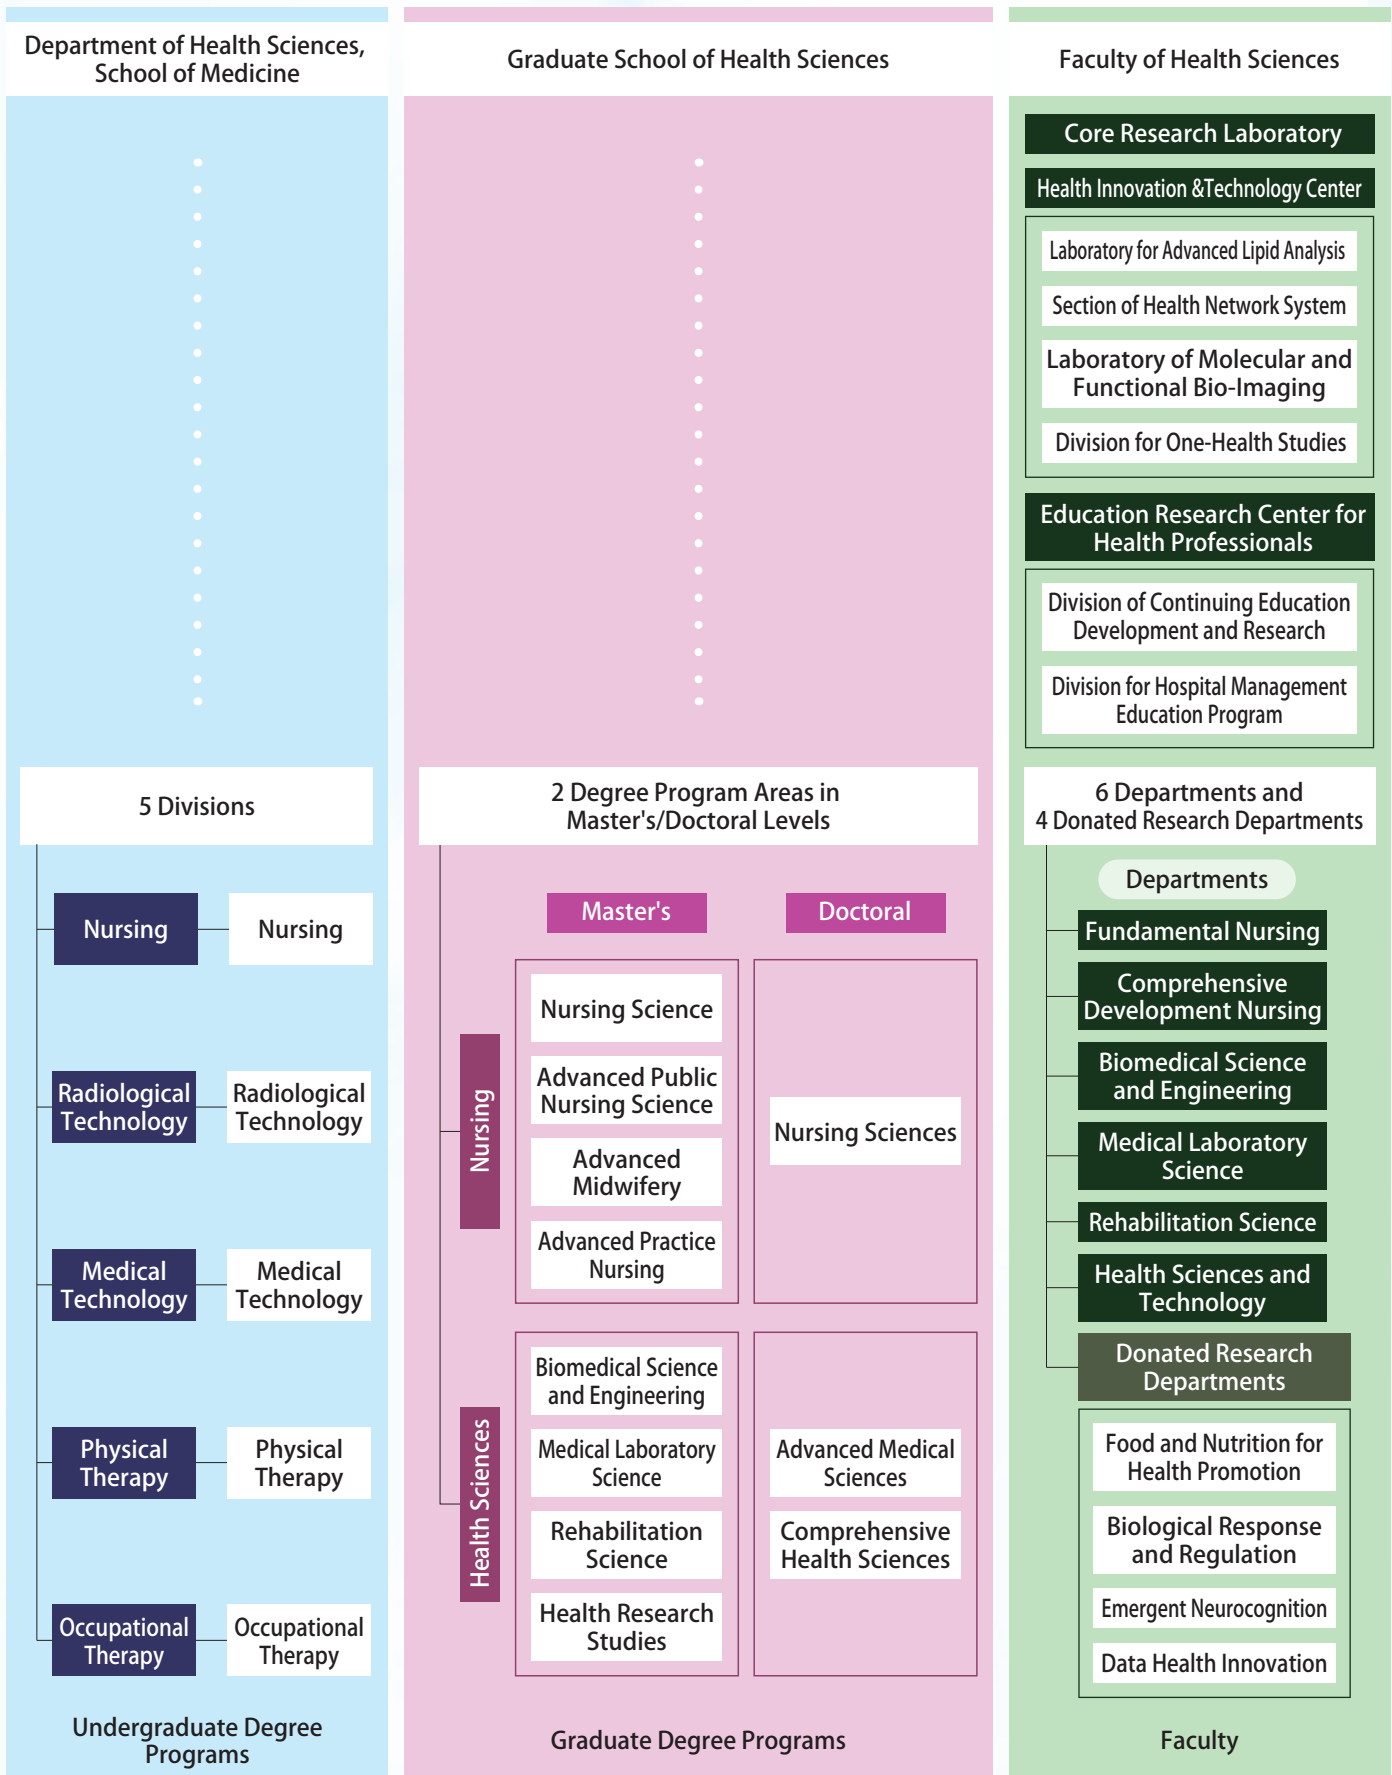 Department of Health Sciences,
School of Medicine
5 Divisions
Nursing
Nursing
Radiological
Technology
Radiological
Technology
Medical
Technology
Medical
Technology
Physical
Therapy
Physical
Therapy
Occupational
Therapy
Occupational
Therapy
Undergraduate Degree
Programs
Graduate School of Health Sciences
2 Degree Program Areas in
Master's/Doctoral Levels
Master's
Doctoral
Nursing
Nursing Science
Advanced Public
Nursing Science
Advanced
Midwifery
Advanced Practice
Nursing
Nursing Sciences
Health Sciences
Biomedical Science
and Engineering
Medical Laboratory
Science
Rehabilitation
Science
Health Research
Studies
Advanced Medical
Sciences
Comprehensive
Health Sciences
Graduate Degree Programs
Faculty of Health Sciences
Core Research Laboratory
Health Innovation &Technology Center
Laboratory for Advanced Lipid Analysis
Section of Health Network System
Laboratory of Molecular and
Functional Bio-Imaging
Division for One-Health Studies
Education Research Center for
Health Professionals
Division of Continuing Education
Development and Research
Division for Hospital Management
Education Program
6 Departments and
4 Donated Research Departments
Departments
Fundamental Nursing
Comprehensive
Development Nursing
Biomedical Science
and Engineering
Medical Laboratory
Science
Rehabilitation Science
Health Sciences and
Technology
Donated Research
Departments
Food and Nutrition for
Health Promotion
Biological Response
and Regulation
Emergent Neurocognition
Data Health Innovation
Faculty